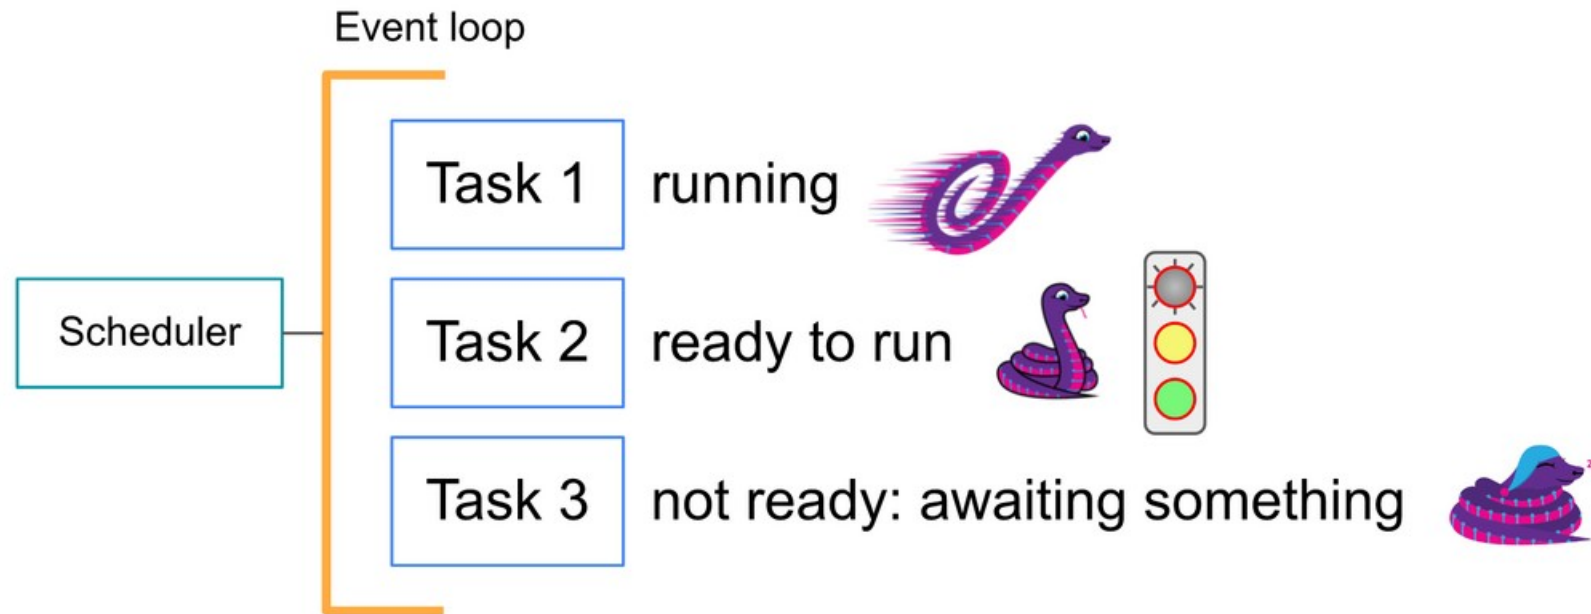 Event loop
Task 1 running
Scheduler
Task 2 ready to run
Task 3 not ready: awaiting something